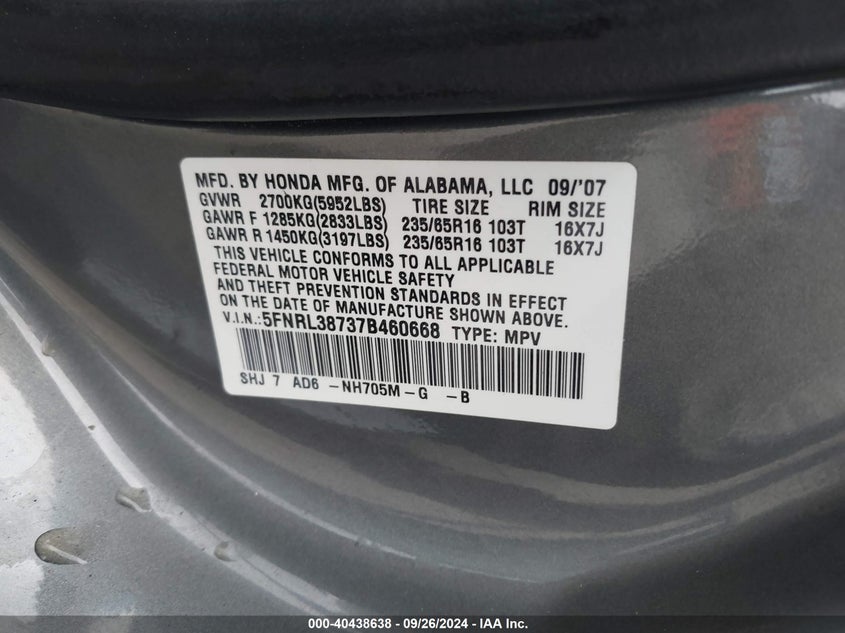 MFD. BY HONDA MFG. OF ALABAMA, LLC 09/'07
GVWR 2700KG(5952LBS) TIRE SIZE RIM SIZE
GAWR F 1285KG(2833LBS) 235/65R16 103T 16X7J
GAWR R 1450KG(3197LBS) 235/65R16 103T 16X7J
THIS VEHICLE CONFORMS TO ALL APPLICABLE
FEDERAL MOTOR VEHICLE SAFETY
AND THEFT PREVENTION STANDARDS IN EFFECT
ON THE DATE OF MANUFACTURE SHOWN ABOVE.
V.I.N.:5FNRL38737B460668 TYPE: MPV
SHJ 7 AD6 -NH705M-G -B
000-40438638 - 09/26/2024 - IAA Inc.